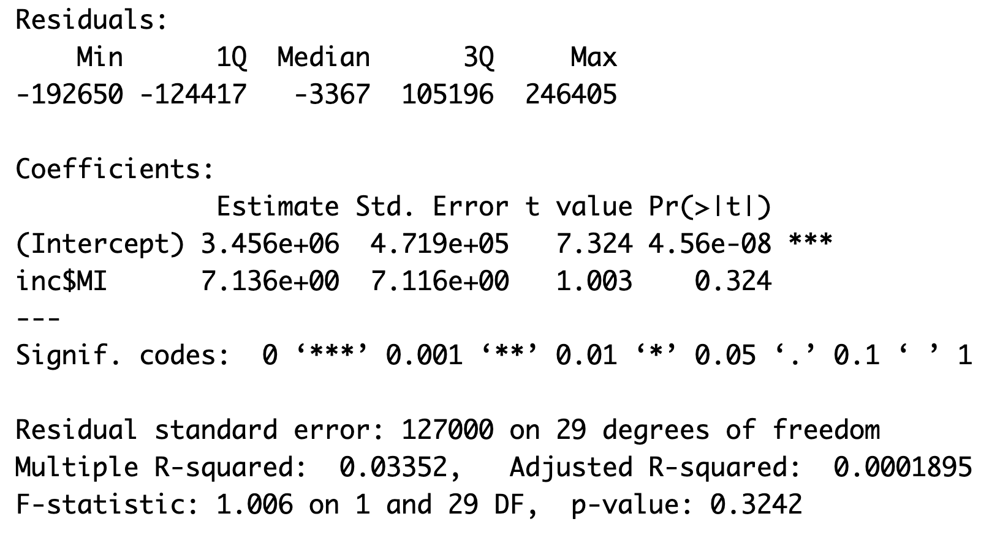 Residuals:
    Min      1Q  Median      3Q     Max
-192650 -124417   -3367  105196  246405

Coefficients:
             Estimate Std. Error t value Pr(>|t|)
(Intercept) 3.456e+06  4.719e+05   7.324 4.56e-08 ***
inc$MI      7.136e+00  7.116e+00   1.003    0.324
---
Signif. codes:  0 ‘***’ 0.001 ‘**’ 0.01 ‘*’ 0.05 ‘.’ 0.1 ‘ ’ 1

Residual standard error: 127000 on 29 degrees of freedom
Multiple R-squared:  0.03352,   Adjusted R-squared:  0.0001895
F-statistic: 1.006 on 1 and 29 DF,  p-value: 0.3242